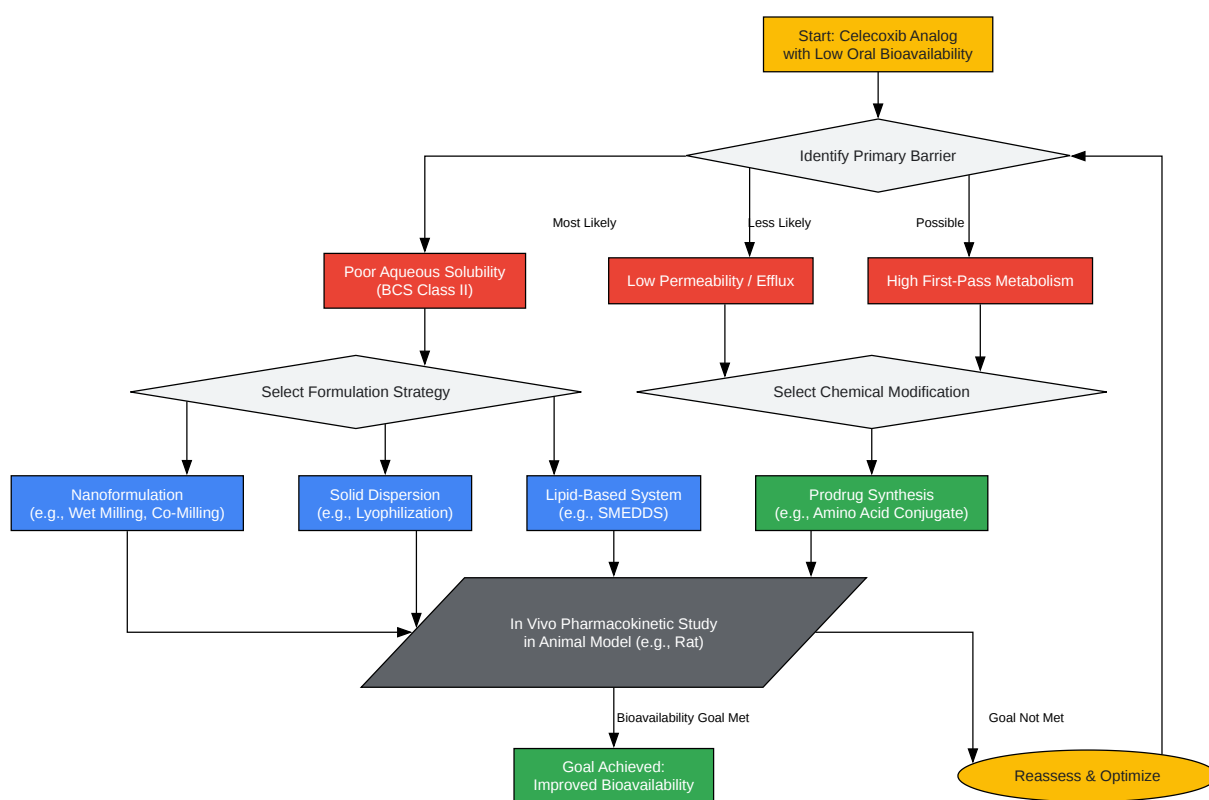 Start: Celecoxib Analog
with Low Oral Bioavailability
Identify Primary Barrier
Most Likely
Less Likely
Possible
Poor Aqueous Solubility
(BCS Class II)
Low Permeability / Efflux
High First-Pass Metabolism
Select Formulation Strategy
Select Chemical Modification
Nanoformulation
(e.g., Wet Milling, Co-Milling)
Solid Dispersion
(e.g., Lyophilization)
Lipid-Based System
(e.g., SMEDDS)
Prodrug Synthesis
(e.g., Amino Acid Conjugate)
In Vivo Pharmacokinetic Study
in Animal Model (e.g., Rat)
Bioavailability Goal Met
Goal Not Met
Goal Achieved:
Improved Bioavailability
Reassess & Optimize